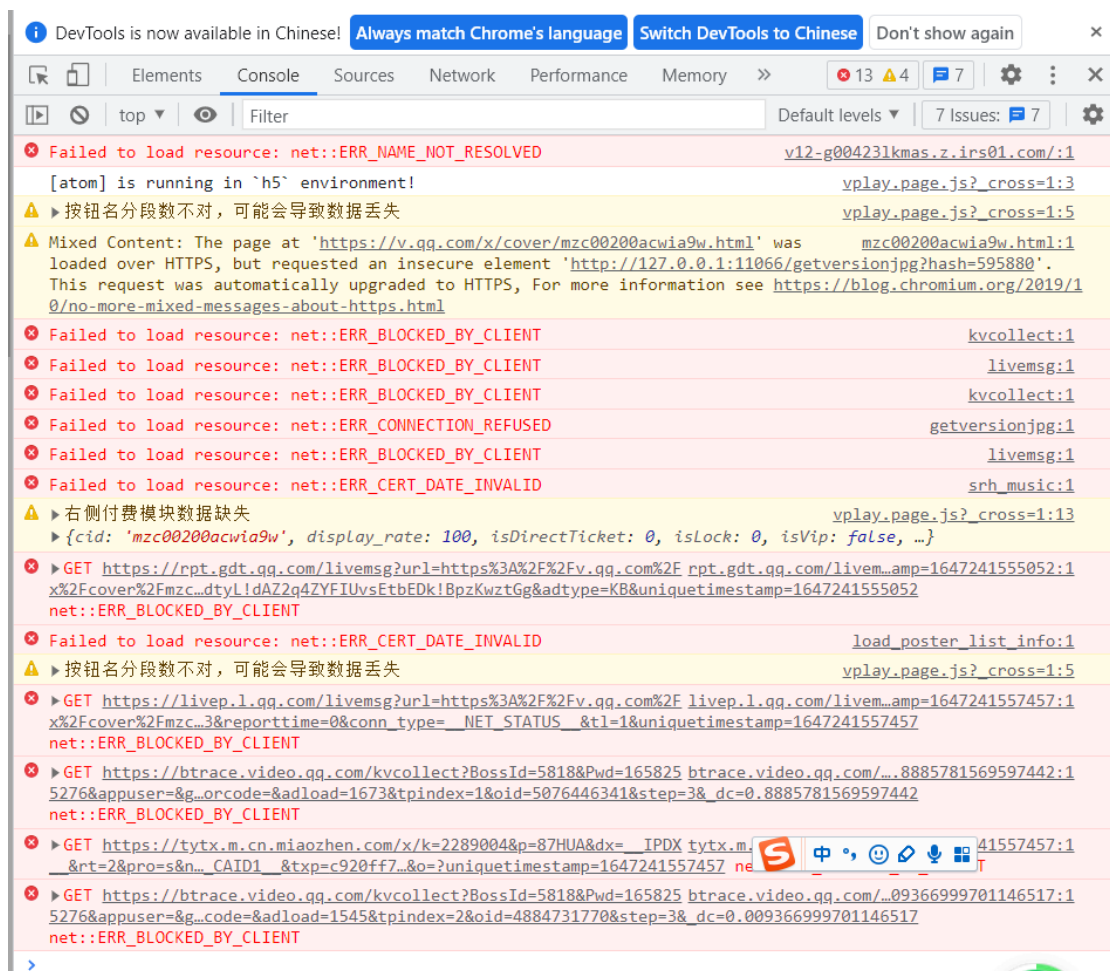 DevTools is now available in Chinese! Always match Chrome's language Switch DevTools to Chinese Don't show again
Elements Console Sources Network Performance Memory 13 4 7
top Filter Default levels 7 Issues: 7
Failed to load resource: net::ERR_NAME_NOT_RESOLVED v12-g00423lkmas.z.irs01.com/:1
[atom] is running in `h5` environment! vplay.page.js?_cross=1:3
按钮名分段数不对，可能会导致数据丢失 vplay.page.js?_cross=1:5
Mixed Content: The page at 'https://v.qq.com/x/cover/mzc00200acwia9w.html' was mzc00200acwia9w.html:1
loaded over HTTPS, but requested an insecure element 'http://127.0.0.1:11066/getversionjpg?hash=595880'.
This request was automatically upgraded to HTTPS, For more information see https://blog.chromium.org/2019/1
0/no-more-mixed-messages-about-https.html
Failed to load resource: net::ERR_BLOCKED_BY_CLIENT kvcollect:1
Failed to load resource: net::ERR_BLOCKED_BY_CLIENT livemsg:1
Failed to load resource: net::ERR_BLOCKED_BY_CLIENT kvcollect:1
Failed to load resource: net::ERR_CONNECTION_REFUSED getversionjpg:1
Failed to load resource: net::ERR_BLOCKED_BY_CLIENT livemsg:1
Failed to load resource: net::ERR_CERT_DATE_INVALID srh_music:1
右侧付费模块数据缺失 vplay.page.js?_cross=1:13
{cid: 'mzc00200acwia9w', display_rate: 100, isDirectTicket: 0, isLock: 0, isVip: false, …}
GET https://rpt.gdt.qq.com/livemsg?url=https%3A%2F%2Fv.qq.com%2F rpt.gdt.qq.com/livem…amp=1647241555052:1
x%2Fcover%2Fmzc…dtyL!dAZ2q4ZYFIUvsEtbEDk!BpzKwztGg&adtype=KB&uniquetimestamp=1647241555052
net::ERR_BLOCKED_BY_CLIENT
Failed to load resource: net::ERR_CERT_DATE_INVALID load_poster_list_info:1
按钮名分段数不对，可能会导致数据丢失 vplay.page.js?_cross=1:5
GET https://livep.l.qq.com/livemsg?url=https%3A%2F%2Fv.qq.com%2F livep.l.qq.com/livem…amp=1647241557457:1
x%2Fcover%2Fmzc…3&reporttime=0&conn_type=__NET_STATUS__&tl=1&uniquetimestamp=1647241557457
net::ERR_BLOCKED_BY_CLIENT
GET https://btrace.video.qq.com/kvcollect?BossId=5818&Pwd=165825 btrace.video.qq.com/….8885781569597442:1
15276&appuser=&g…orcode=&adload=1673&tpindex=1&oid=5076446341&step=3&_dc=0.8885781569597442
net::ERR_BLOCKED_BY_CLIENT
GET https://tytx.m.cn.miaozhen.com/x/k=2289004&p=87HUA&dx=__IPDX tytx.m. 41557457:1
__&rt=2&pro=s&n…_CAID1__&txp=c920ff7…&o=?uniquetimestamp=1647241557457 ne T
中
GET https://btrace.video.qq.com/kvcollect?BossId=5818&Pwd=165825 btrace.video.qq.com/…09366999701146517:1
15276&appuser=&g…code=&adload=1545&tpindex=2&oid=4884731770&step=3&_dc=0.009366999701146517
net::ERR_BLOCKED_BY_CLIENT